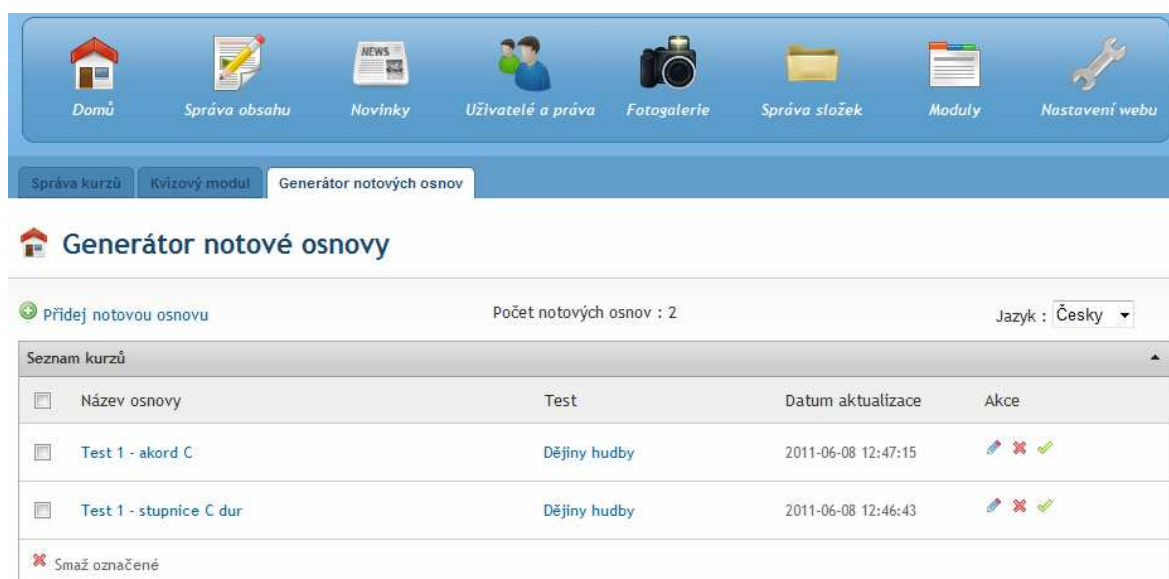 NEWS
Domů Správa obsahu Novinky Uživatelé a práva Fotogalerie Správa složek Moduly Nastavení webu
Správa kurzů Kvízový modul Generátor notových osnov
Generátor notové osnovy
Přidej notovou osnovu Počet notových osnov : 2 Jazyk : Česky
Seznam kurzů
Název osnovy Test Datum aktualizace Akce
Test 1 - akord C Dějiny hudby 2011-06-08 12:47:15
Test 1 - stupnice C dur Dějiny hudby 2011-06-08 12:46:43
Smaž označené